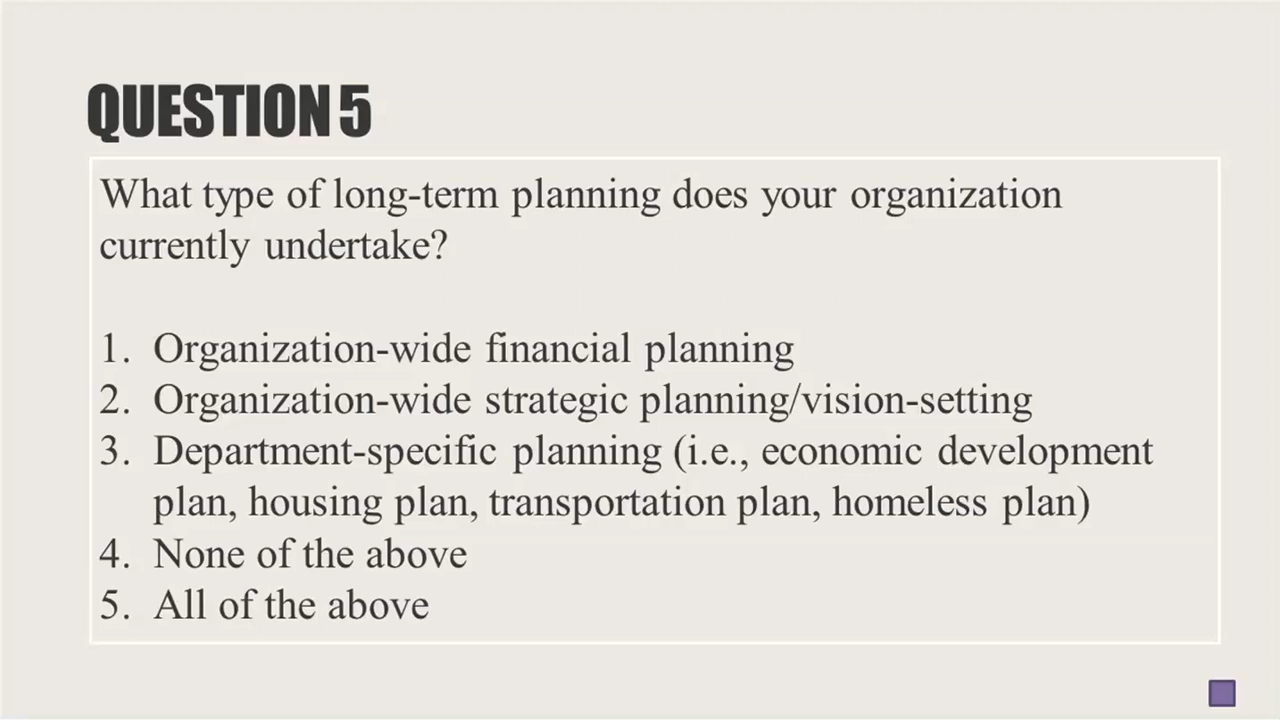 QUESTION 5
What type of long-term planning does your organization
currently undertake?
1. Organization-wide financial planning
2. Organization-wide strategic planning/vision-setting
3. Department-specific planning (i.e., economic development
plan, housing plan, transportation plan, homeless plan)
4. None of the above
5. All of the above